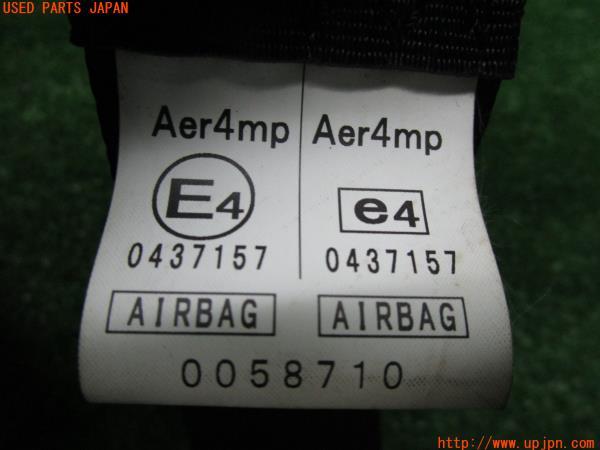 USED PARTS JAPAN
Aer4mp Aer4mp
E4 e4
0437157 0437157
AIRBAG AIRBAG
0058710
http://www.upjpn.com/